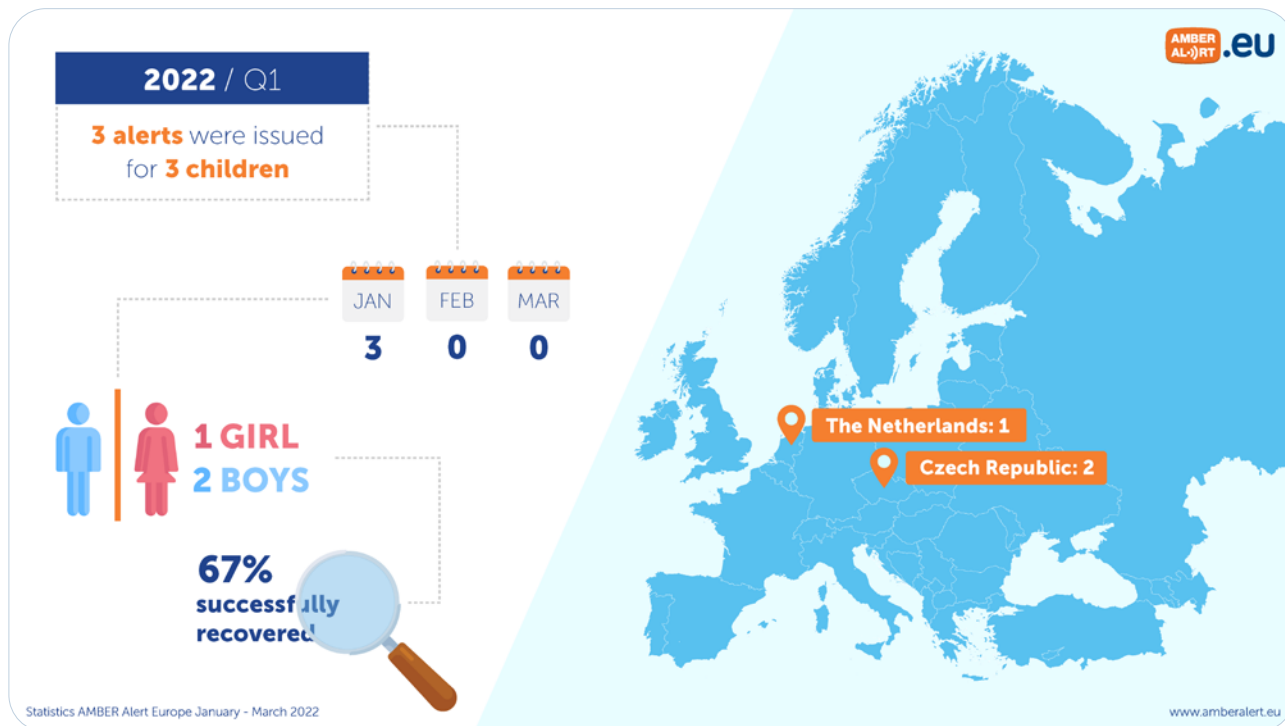 2022 / Q1
3 alerts were issued
for 3 children
JAN
FEB
MAR
3
0
0
1 GIRL
2 BOYS
67%
successfully
recovered
AMBER
ALERT
.eu
The Netherlands: 1
Czech Republic: 2
Statistics AMBER Alert Europe January - March 2022
www.amberalert.eu